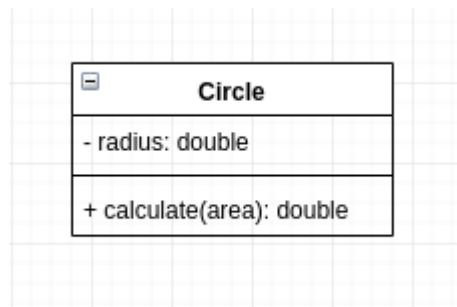 Circle
- radius: double
+ calculate(area): double